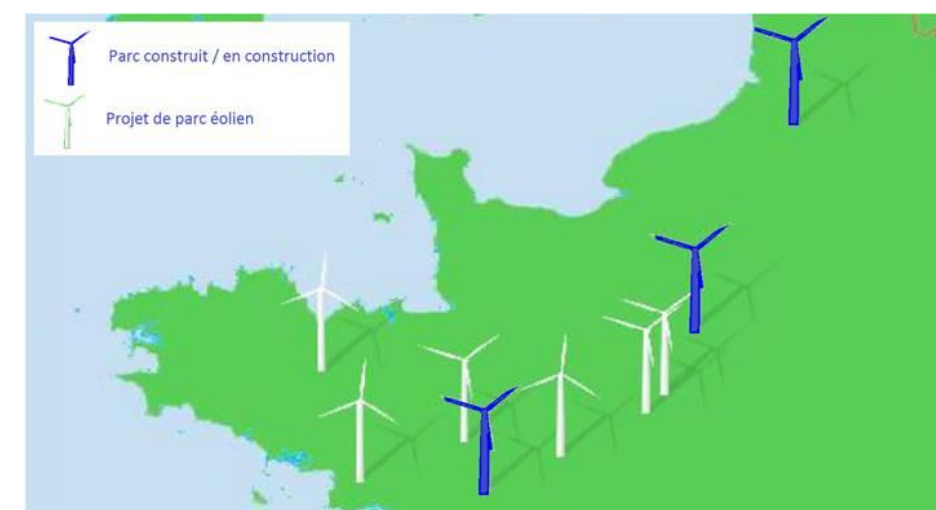 Parc construit / en construction
Projet de parc éolien